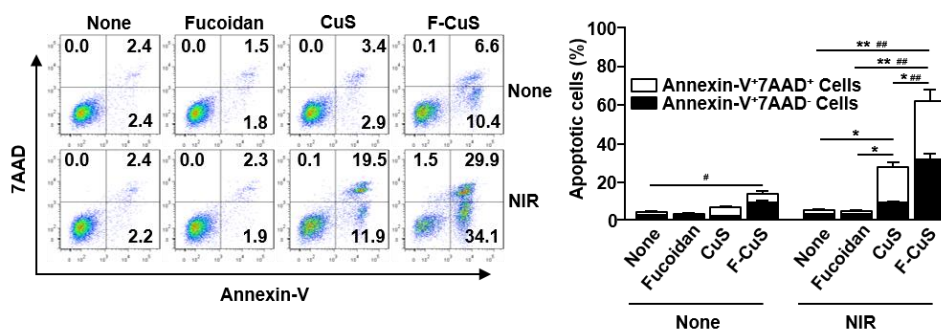 None Fucoidan CuS F-CuS
0.0 2.4 0.0 1.5 0.0 3.4 0.1 6.6
None
2.4 1.8 2.9 10.4
0.0 2.4 0.0 2.3 0.1 19.5 1.5 29.9
NIR
2.2 1.9 11.9 34.1
7AAD
Annexin-V
Apoptotic cells (%)
100
80
60
40
20
0
** ##
** ##
* ##
Annexin-V+7AAD+ Cells
Annexin-V+7AAD- Cells
*
*
#
None Fucoidan CuS F-CuS None Fucoidan CuS F-CuS
None NIR